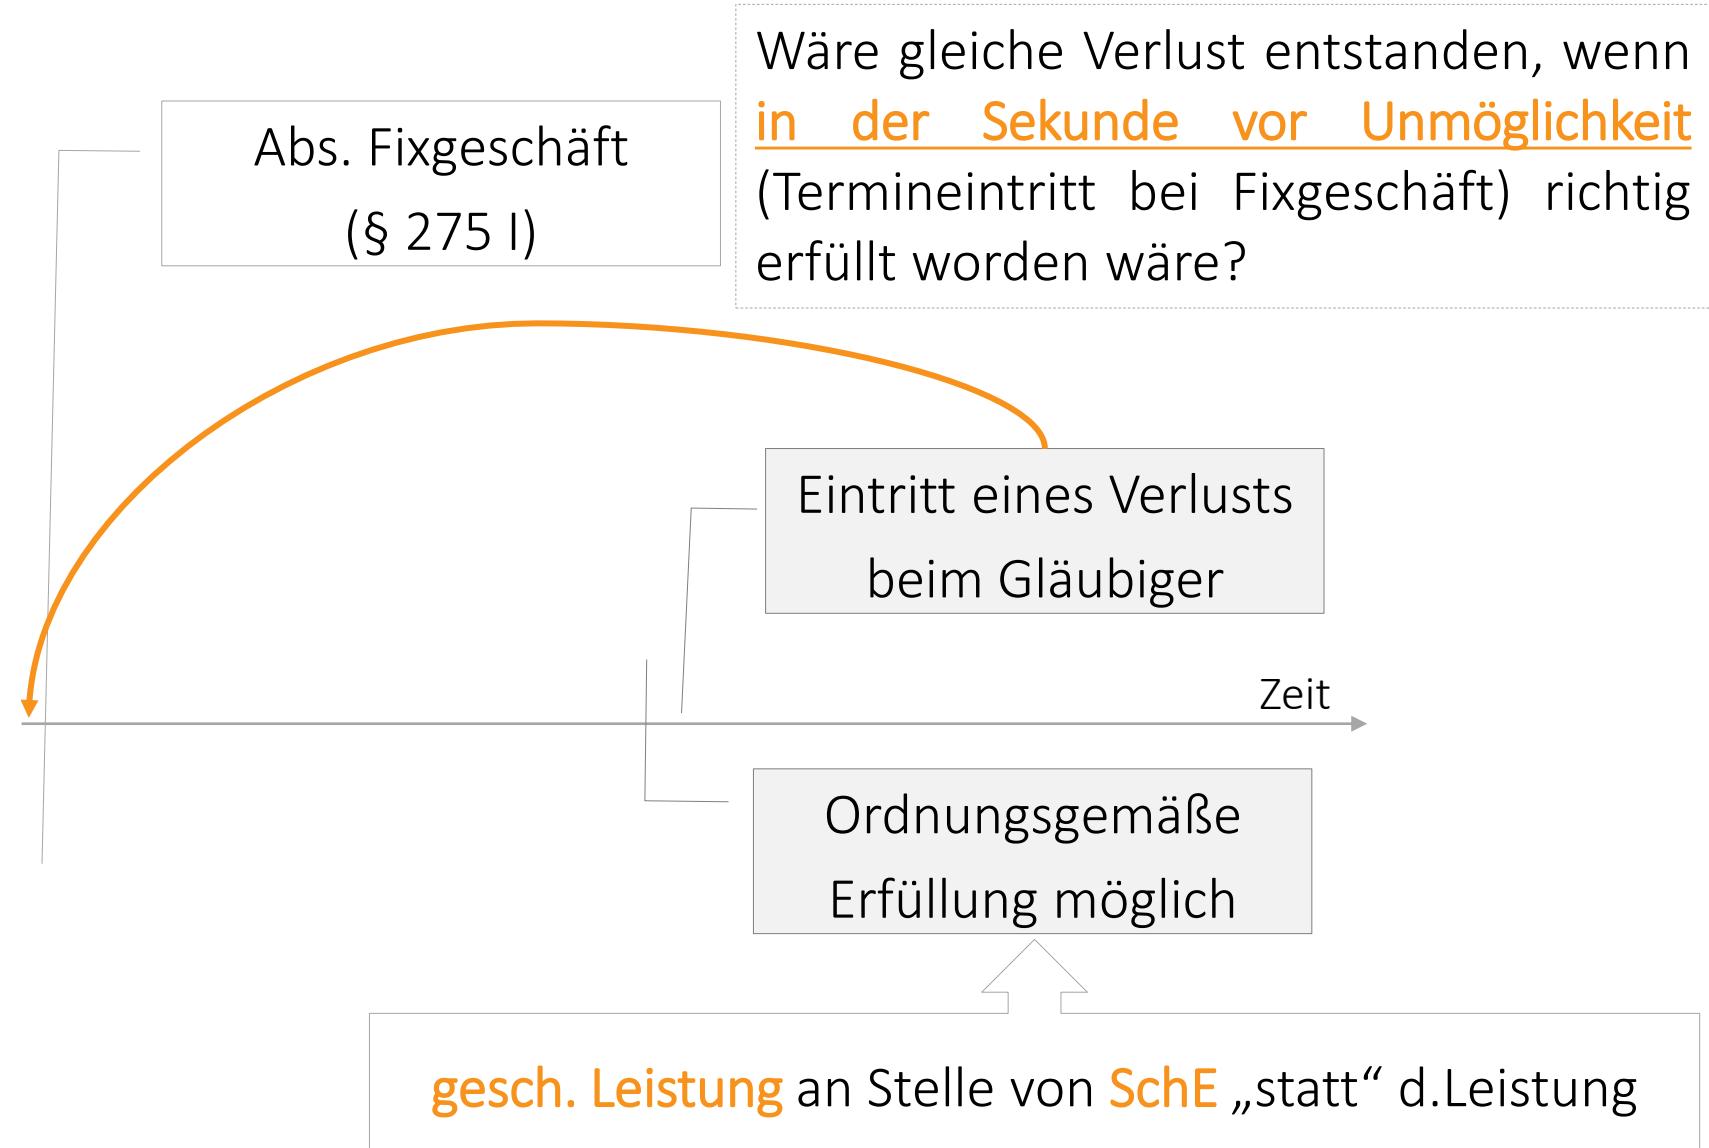 Wäre gleiche Verlust entstanden, wenn
in der Sekunde vor Unmöglichkeit
(Termineintritt bei Fixgeschäft) richtig
erfüllt worden wäre?
Abs. Fixgeschäft
(§ 275 I)
Eintritt eines Verlusts
beim Gläubiger
Zeit
Ordnungsgemäße
Erfüllung möglich
gesch. Leistung an Stelle von SchE „statt“ d.Leistung